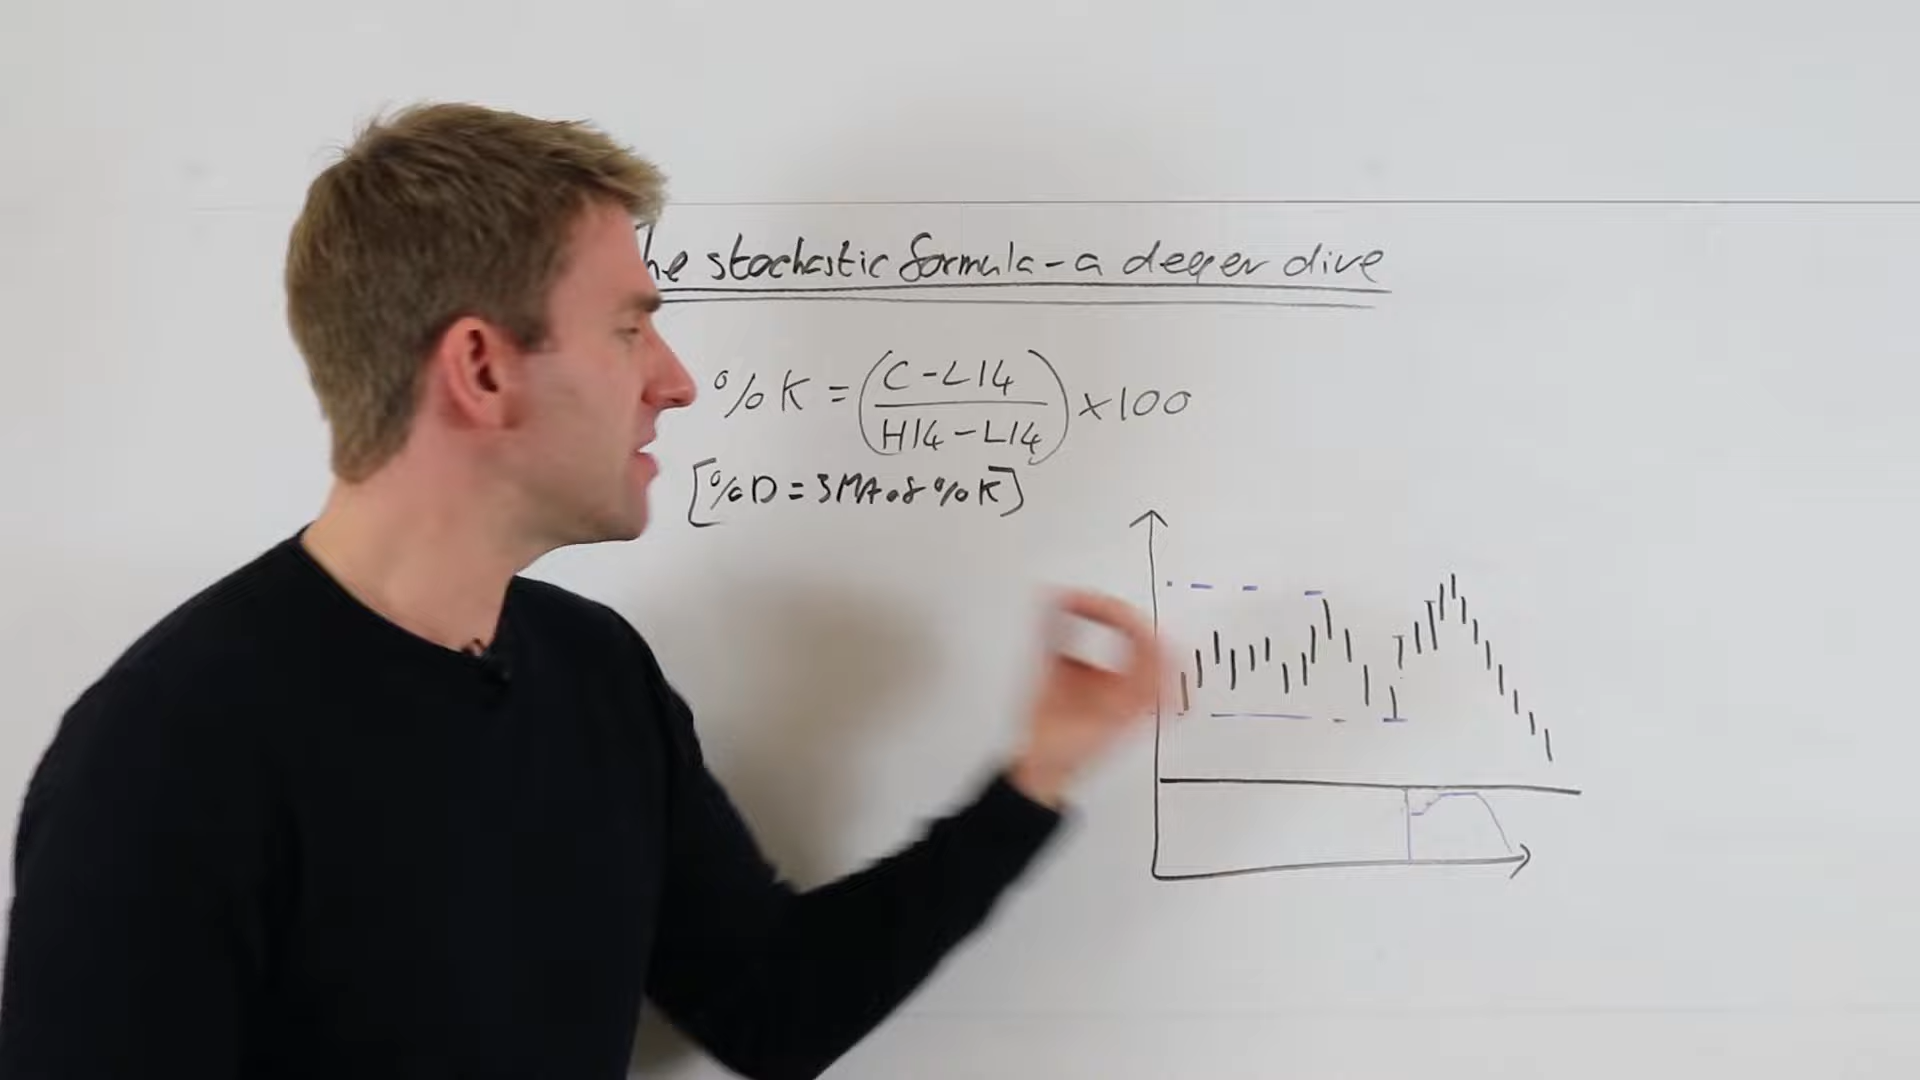 he stochastic formula - a deeper dive
%K = (C-L14 / H14-L14) x100
[%D = 3MA of %K]